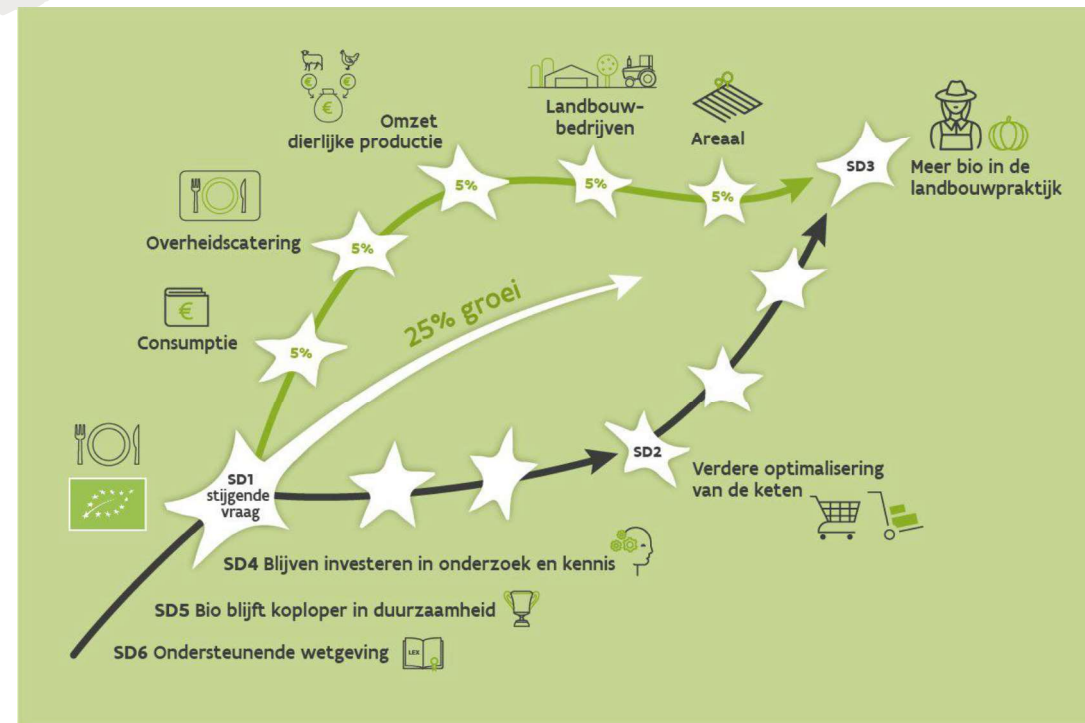 Omzet
dierlijke productie
Landbouw-
bedrijven
Areaal
SD3
Meer bio in de
landbouwpraktijk
5%
5%
5%
Overheidscatering
5%
25% groei
Consumptie
5%
SD1
stijgende
vraag
SD2
Verdere optimalisering
van de keten
SD4 Blijven investeren in onderzoek en kennis
SD5 Bio blijft koploper in duurzaamheid
SD6 Ondersteunende wetgeving
LEX